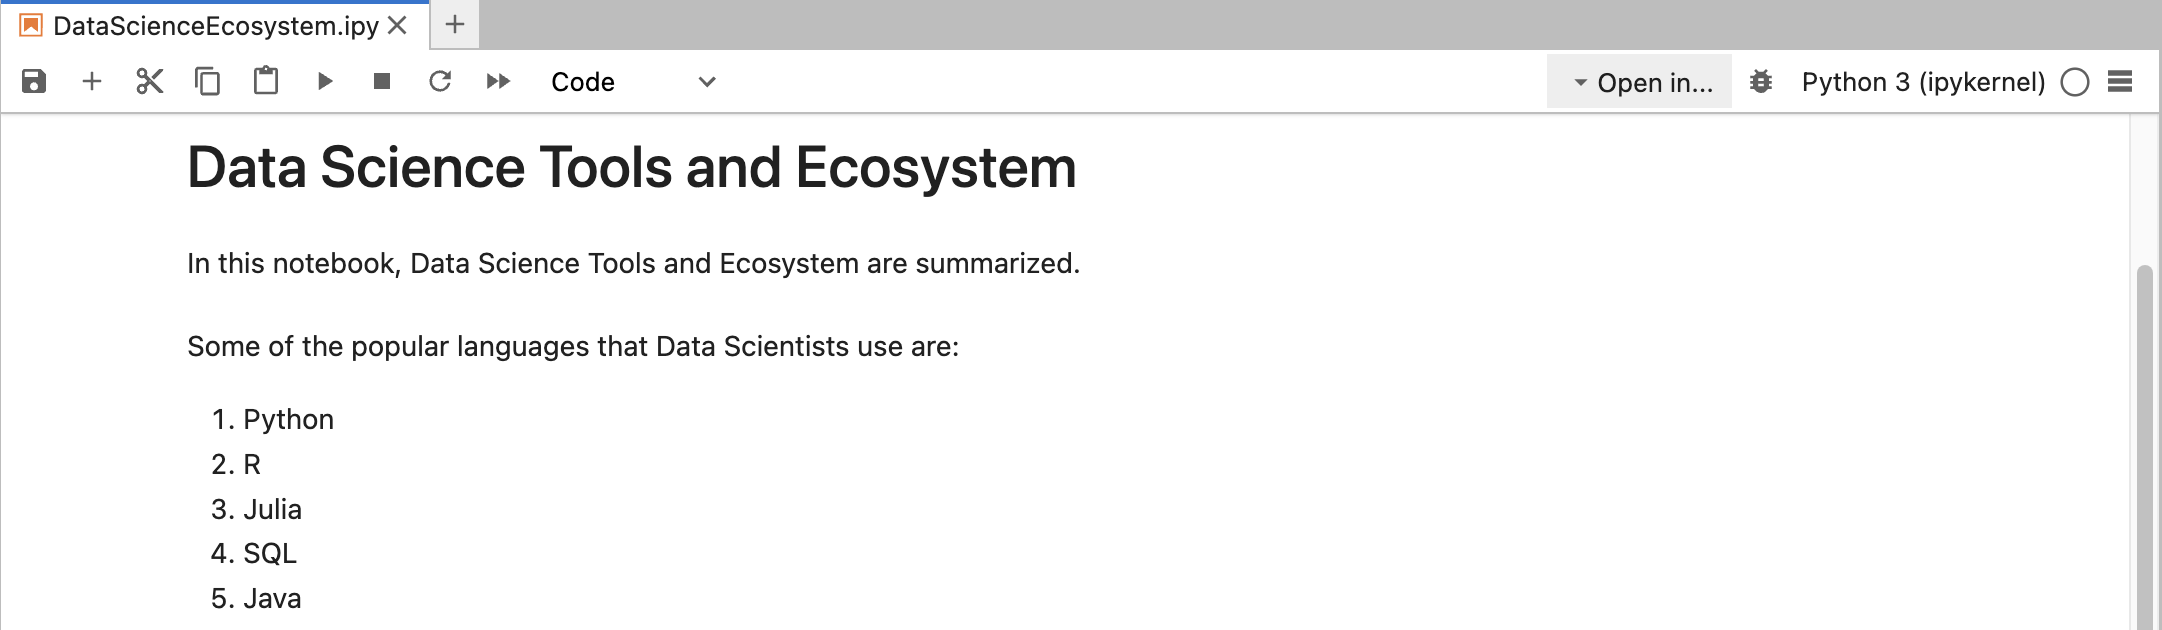 DataScienceEcosystem.ipy
Code
Open in...
Python 3 (ipykernel)
Data Science Tools and Ecosystem
In this notebook, Data Science Tools and Ecosystem are summarized.
Some of the popular languages that Data Scientists use are:
1. Python
2. R
3. Julia
4. SQL
5. Java